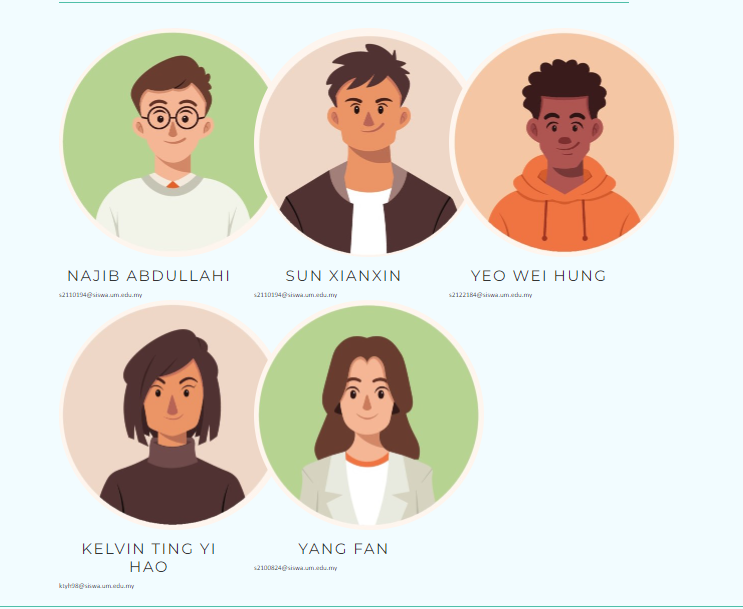 NAJIB ABDULLAHI
s2110194@siswa.um.edu.my
SUN XIANXIN
s2110194@siswa.um.edu.my
YEO WEI HUNG
s2122184@siswa.um.edu.my
KELVIN TING YI
HAO
ktyh98@siswa.um.edu.my
YANG FAN
s2100824@siswa.um.edu.my